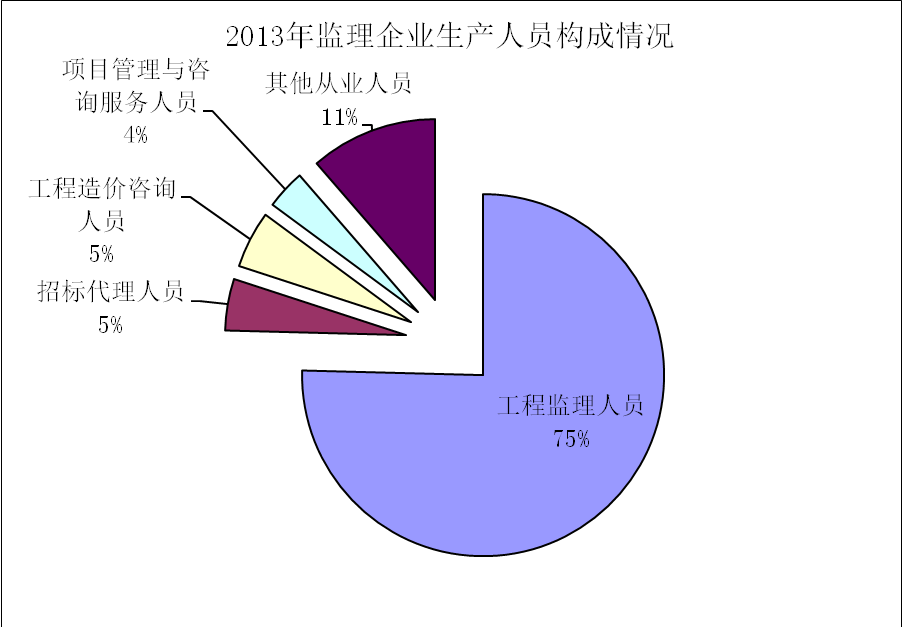 2013年监理企业生产人员构成情况
项目管理与咨
询服务人员
4%
其他从业人员
11%
工程造价咨询
人员
5%
招标代理人员
5%
工程监理人员
75%